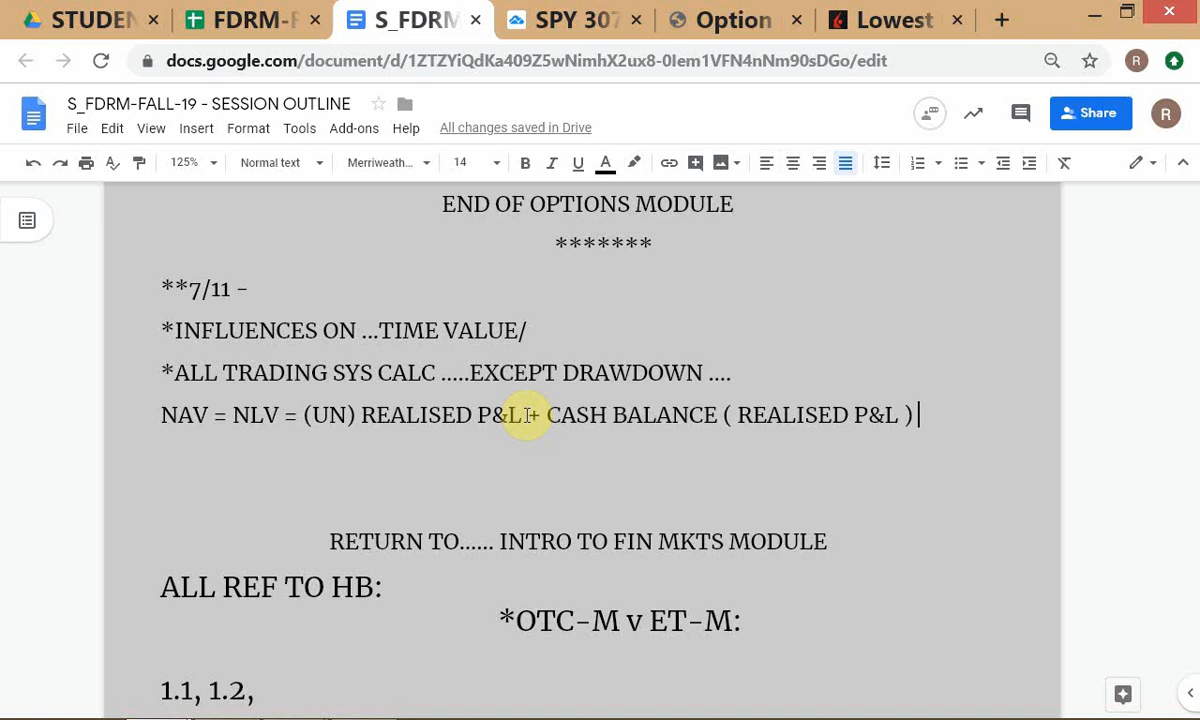 STUDEN
FDRM-F
S_FDRM
SPY 307
Option
Lowest
docs.google.com/document/d/1ZTZYiQdKa409Z5wNimhX2ux8-0Iem1VFN4nNm90sDGo/edit
R
S_FDRM-FALL-19 - SESSION OUTLINE
File Edit View Insert Format Tools Add-ons Help All changes saved in Drive
Share
R
125% Normal text Merriweath... 14 B I U A
END OF OPTIONS MODULE
*******
**7/11 -
*INFLUENCES ON ...TIME VALUE/
*ALL TRADING SYS CALC .....EXCEPT DRAWDOWN ....
NAV = NLV = (UN) REALISED P&L + CASH BALANCE ( REALISED P&L )
RETURN TO...... INTRO TO FIN MKTS MODULE
ALL REF TO HB:
*OTC-M v ET-M:
1.1, 1.2,